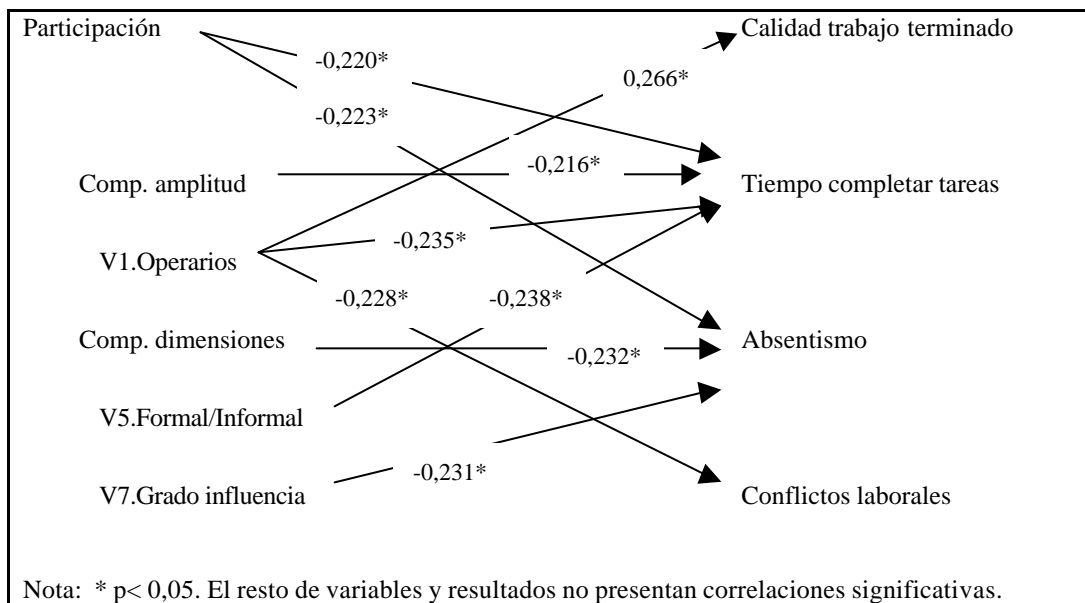 Participación
Calidad trabajo terminado
-0,220*
0,266*
-0,223*
-0,216*
Comp. amplitud
Tiempo completar tareas
-0,235*
V1.Operarios
-0,228*
-0,238*
Comp. dimensiones
Absentismo
-0,232*
V5.Formal/Informal
-0,231*
V7.Grado influencia
Conflictos laborales
Nota: * p< 0,05. El resto de variables y resultados no presentan correlaciones significativas.